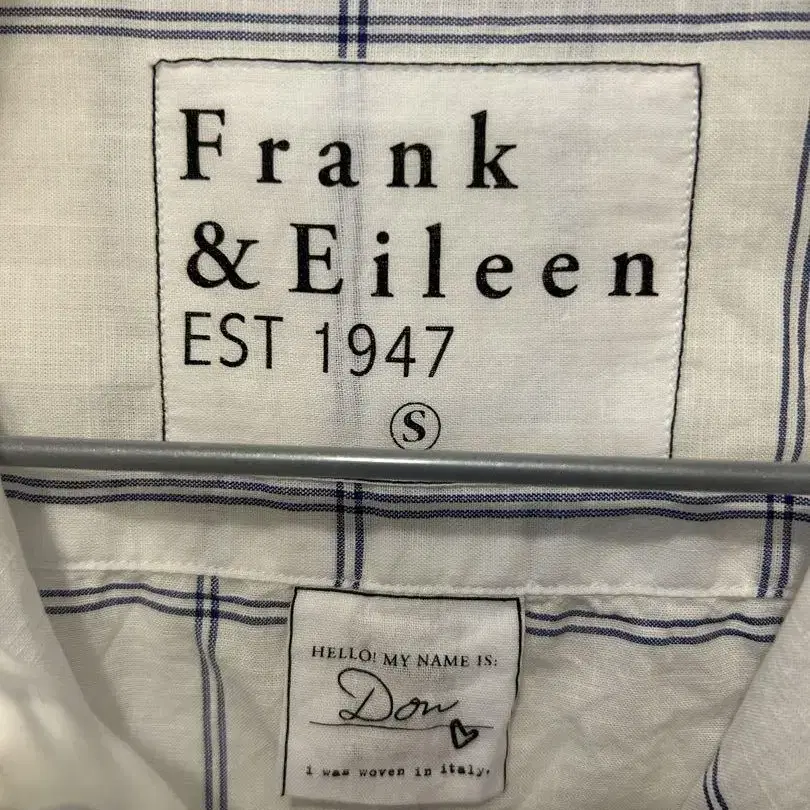 Frank
& Eileen
EST 1947
S
HELLO! MY NAME IS:
Don
i was woven in italy.